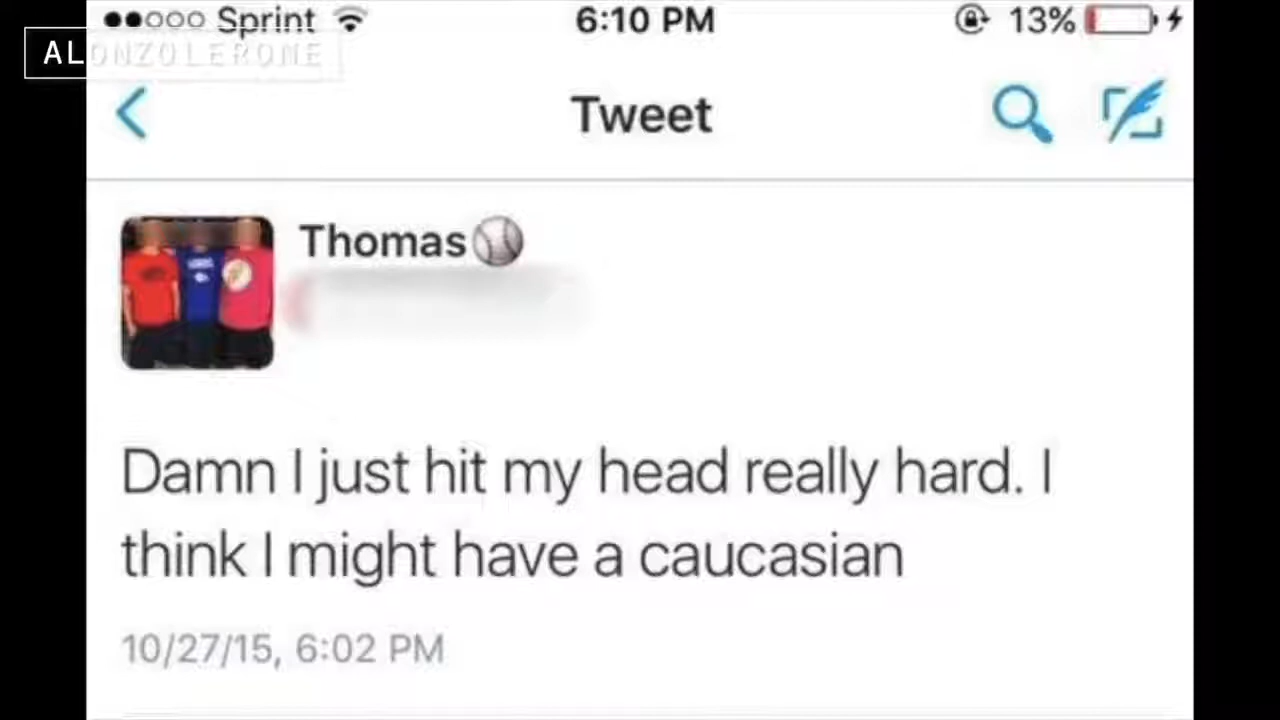 Sprint 6:10 PM 13%
ALONZOLERONE
Tweet
Thomas⚾
Damn I just hit my head really hard. I
think I might have a caucasian
10/27/15, 6:02 PM